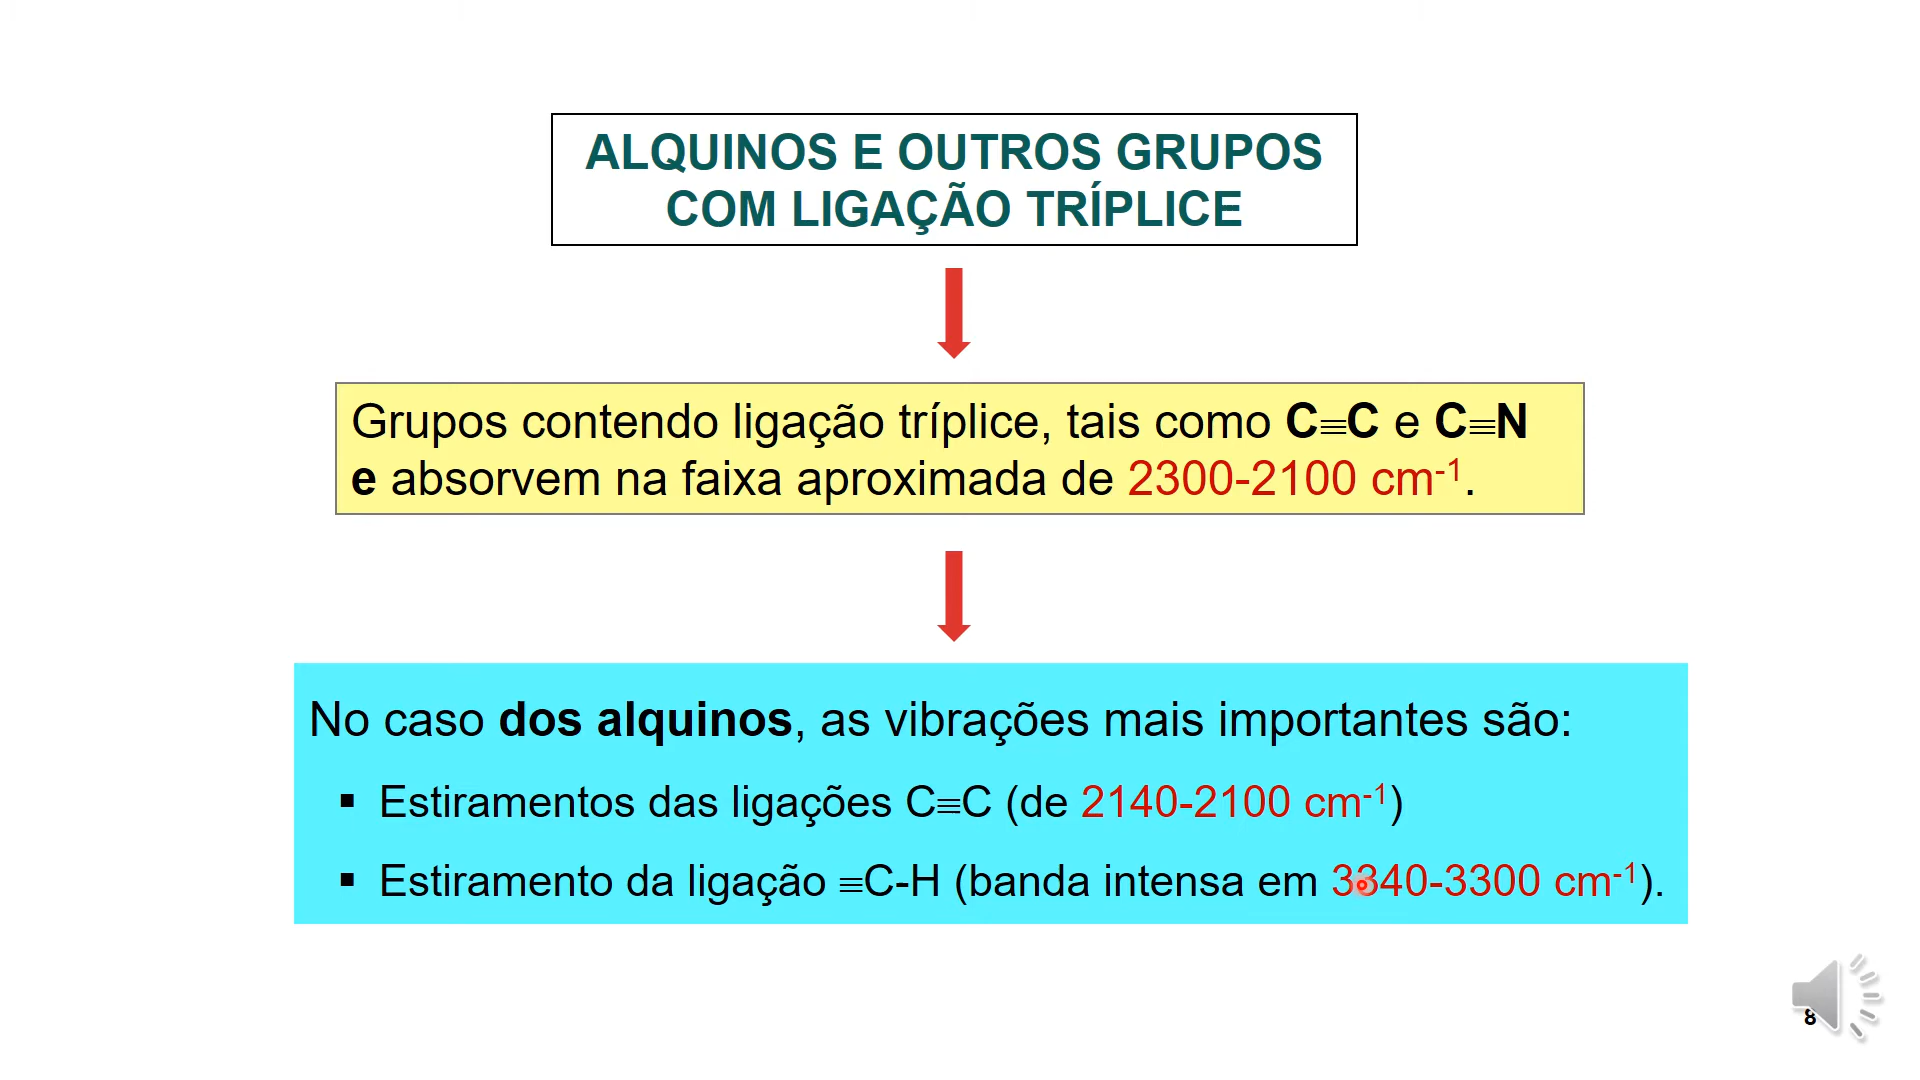 ALQUINOS E OUTROS GRUPOS
COM LIGAÇÃO TRÍPLICE
Grupos contendo ligação tríplice, tais como C≡C e C≡N
e absorvem na faixa aproximada de 2300-2100 cm⁻¹.
No caso dos alquinos, as vibrações mais importantes são:
▪ Estiramentos das ligações C≡C (de 2140-2100 cm⁻¹)
▪ Estiramento da ligação ≡C-H (banda intensa em 3340-3300 cm⁻¹).
8